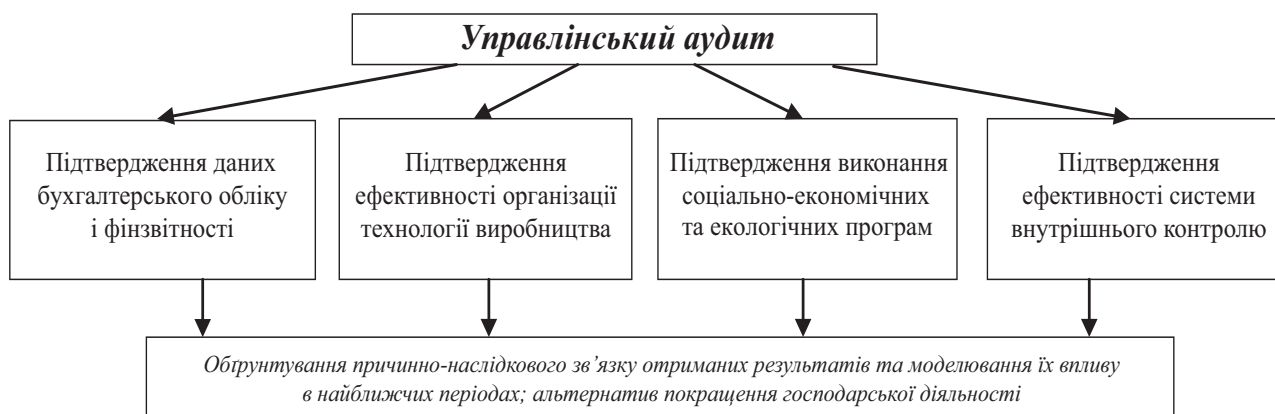 Управлінський аудит
Підтвердження даних
бухгалтерського обліку
і фінзвітності
Підтвердження
ефективності організації
технології виробництва
Підтвердження виконання
соціально-економічних
та екологічних програм
Підтвердження
ефективності системи
внутрішнього контролю
Обґрунтування причинно-наслідкового зв’язку отриманих результатів та моделювання їх впливу
в найближчих періодах; альтернатив покращення господарської діяльності